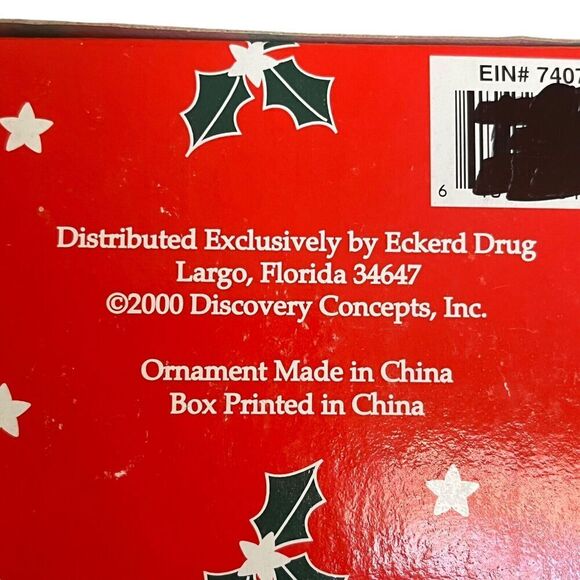 EIN# 7407
6
Distributed Exclusively by Eckerd Drug
Largo, Florida 34647
©2000 Discovery Concepts, Inc.
Ornament Made in China
Box Printed in China